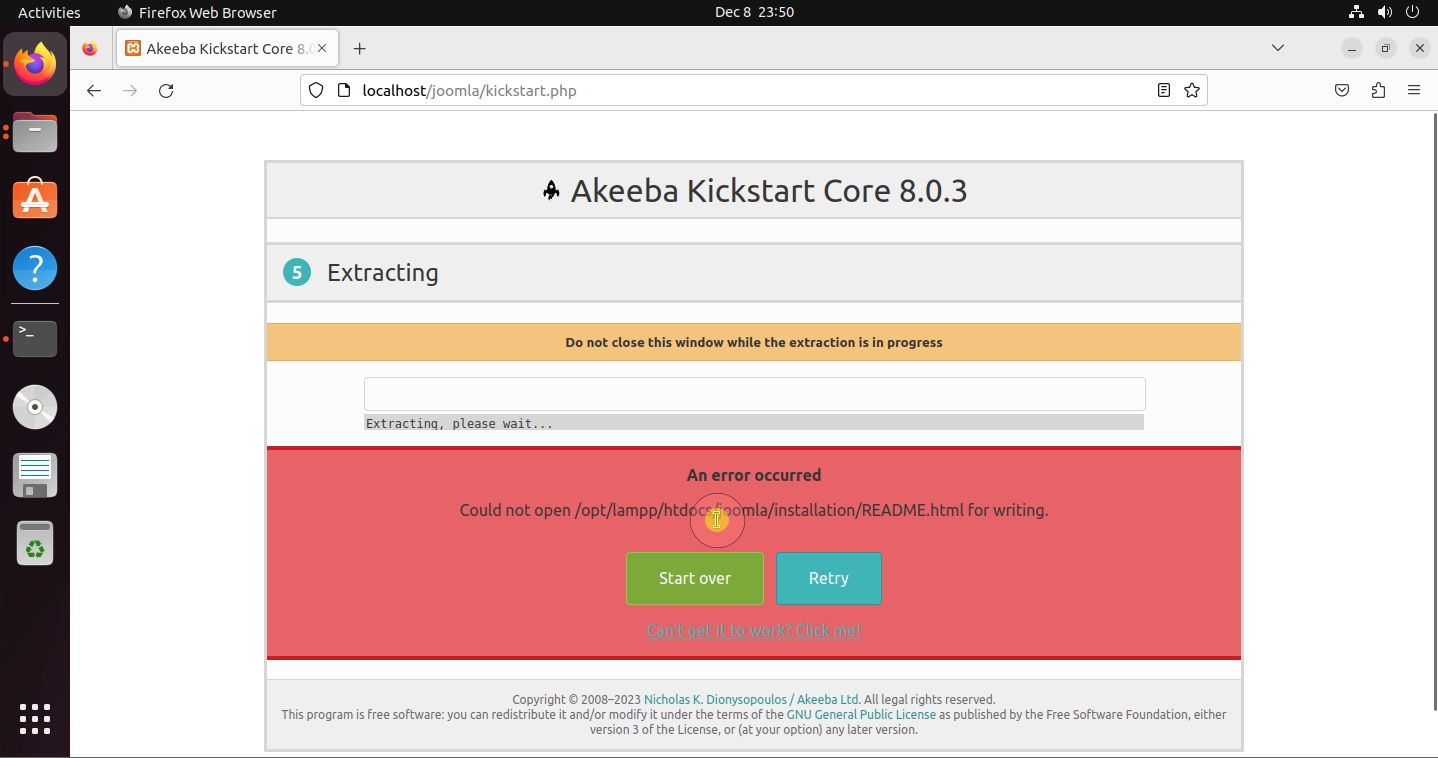 Activities
Firefox Web Browser
Dec 8 23:50
Akeeba Kickstart Core 8.0
localhost/joomla/kickstart.php
Akeeba Kickstart Core 8.0.3
5 Extracting
Do not close this window while the extraction is in progress
Extracting, please wait...
An error occurred
Could not open /opt/lampp/htdocs/joomla/installation/README.html for writing.
Start over
Retry
Can't get it to work? Click me!
Copyright © 2008–2023 Nicholas K. Dionysopoulos / Akeeba Ltd. All legal rights reserved.
This program is free software: you can redistribute it and/or modify it under the terms of the GNU General Public License as published by the Free Software Foundation, either
version 3 of the License, or (at your option) any later version.